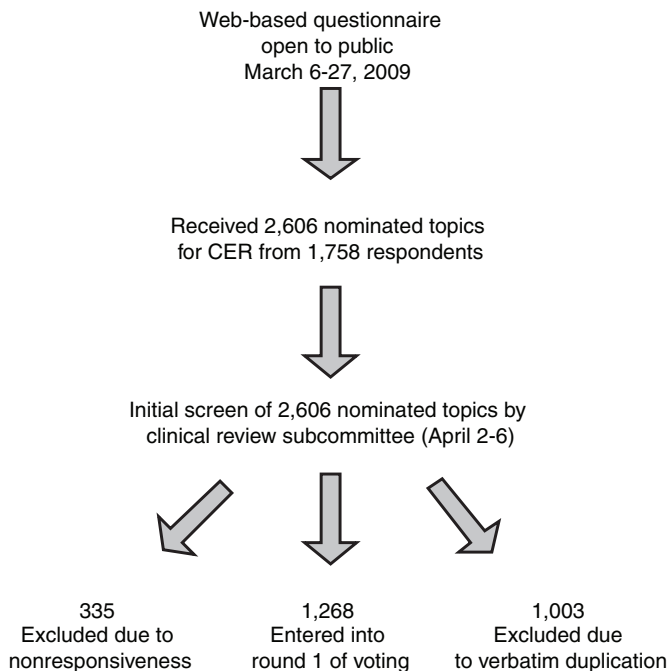 Web-based questionnaire
open to public
March 6-27, 2009
Received 2,606 nominated topics
for CER from 1,758 respondents
Initial screen of 2,606 nominated topics by
clinical review subcommittee (April 2-6)
335
Excluded due to
nonresponsiveness
1,268
Entered into
round 1 of voting
1,003
Excluded due
to verbatim duplication